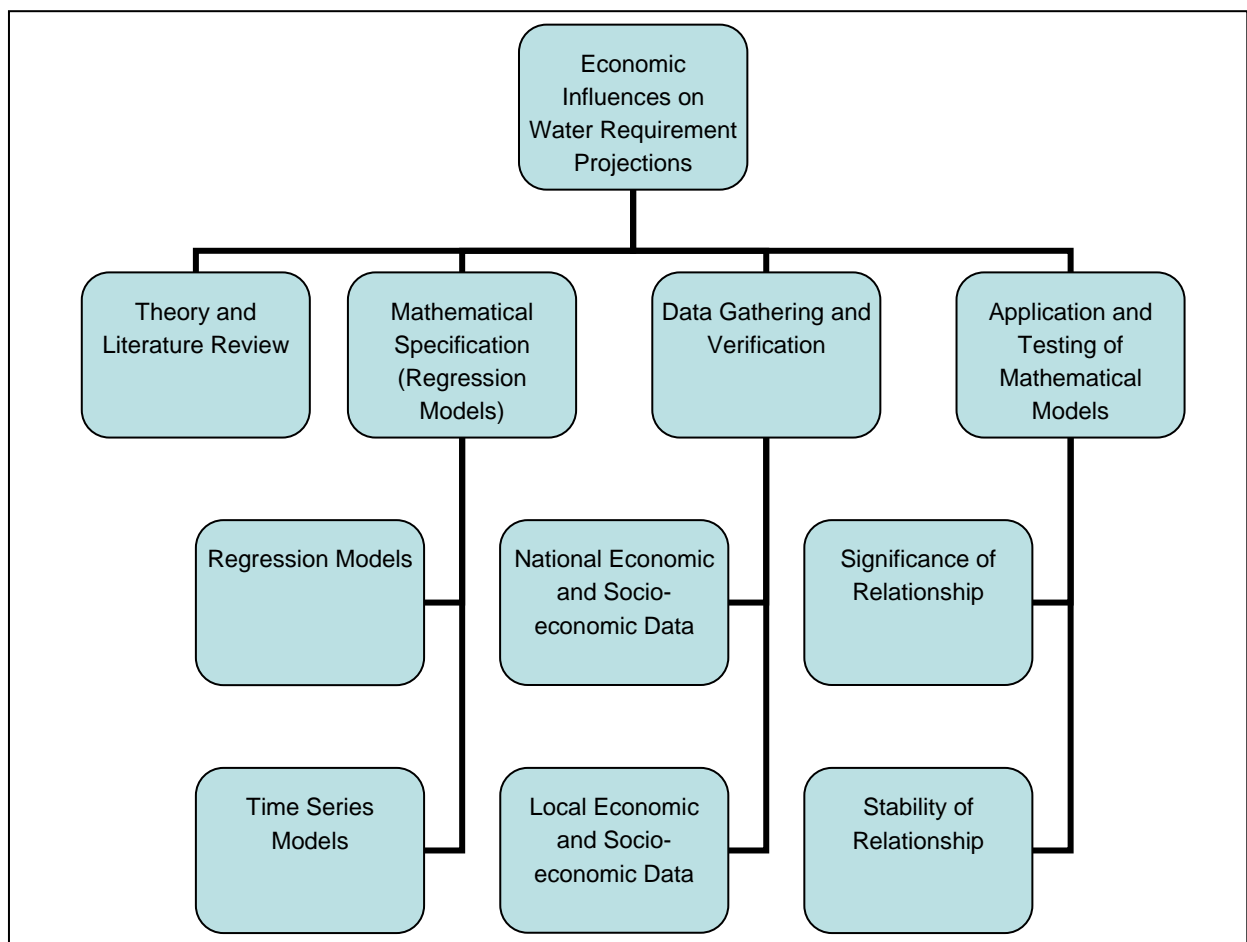 Economic
Influences on
Water Requirement
Projections
Theory and
Literature Review
Mathematical
Specification
(Regression
Models)
Data Gathering and
Verification
Application and
Testing of
Mathematical
Models
Regression Models
National Economic
and Socio-
economic Data
Significance of
Relationship
Time Series
Models
Local Economic
and Socio-
economic Data
Stability of
Relationship